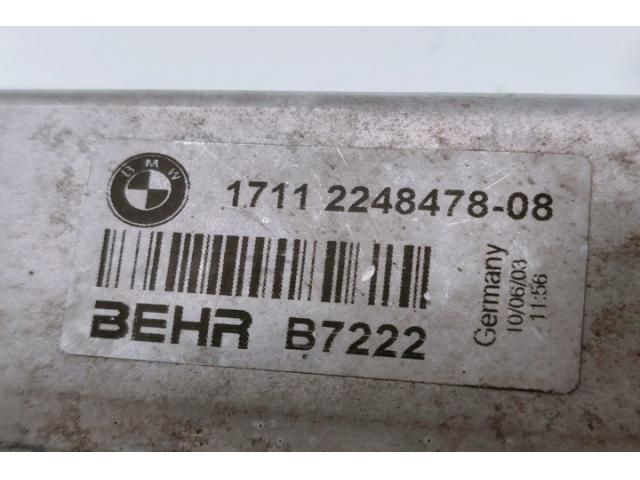 BMW
1711 2248478-08
BEHR B7222
Germany
10/06/03
11:56